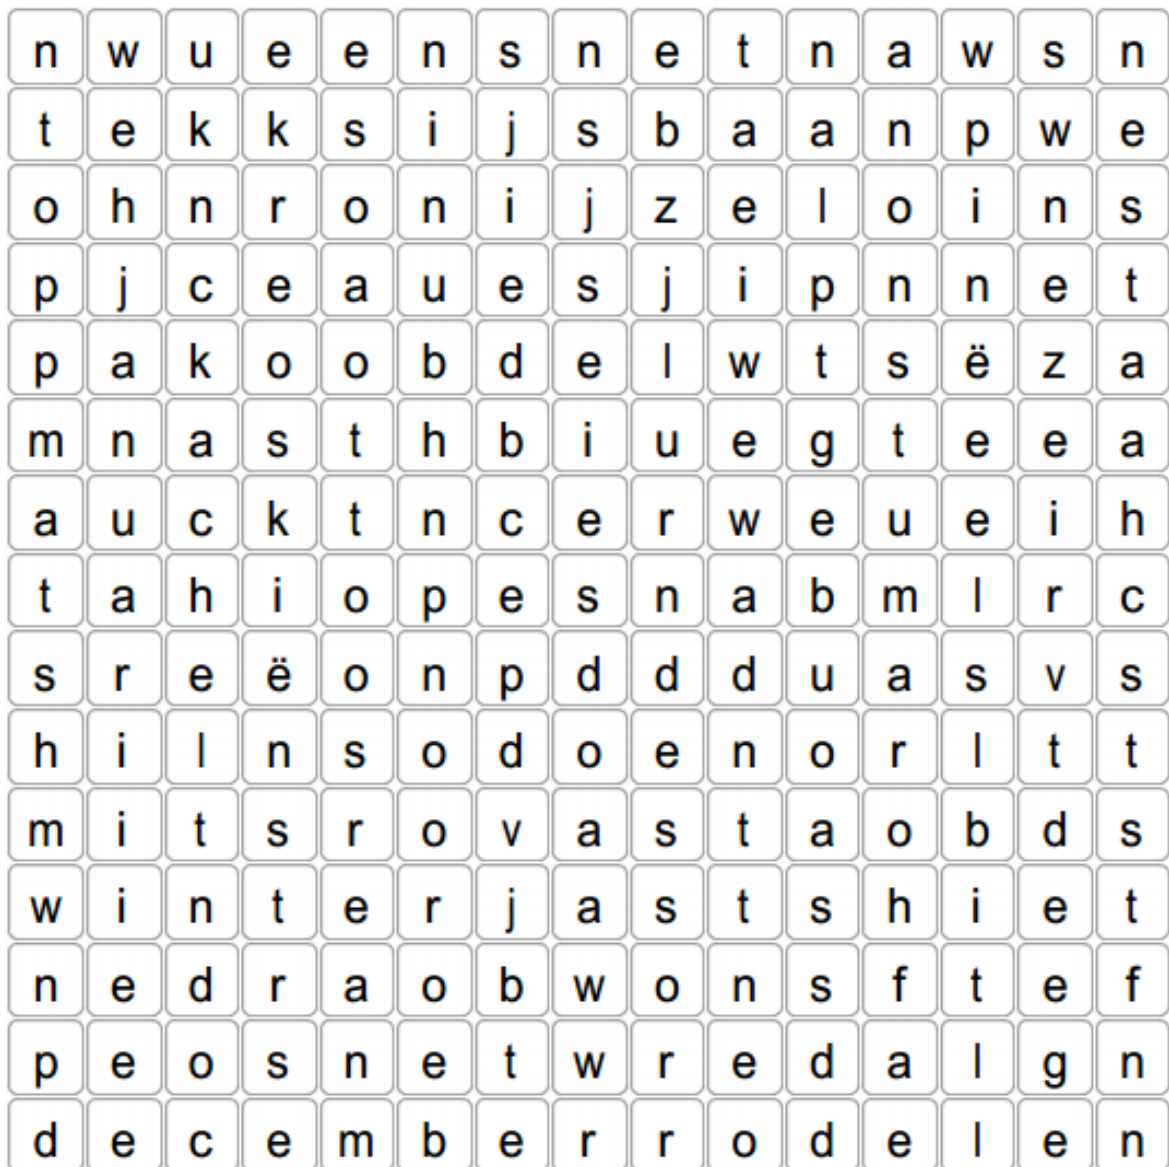 n w u e e n s n e t n a w s n
t e k k s i j s b a a n p w e
o h n r o n i j z e l o i n s
p j c e a u e s j i p n n e t
p a k o o b d e l w t s ë z a
m n a s t h b i u e g t e e a
a u c k t n c e r w e u e i h
t a h i o p e s n a b m l r c
s r e ë o n p d d d u a s v s
h i l n s o d o e n o r l t t
m i t s r o v a s t a o b d s
w i n t e r j a s t s h i e t
n e d r a o b w o n s f t e f
p e o s n e t w r e d a l g n
d e c e m b e r r o d e l e n